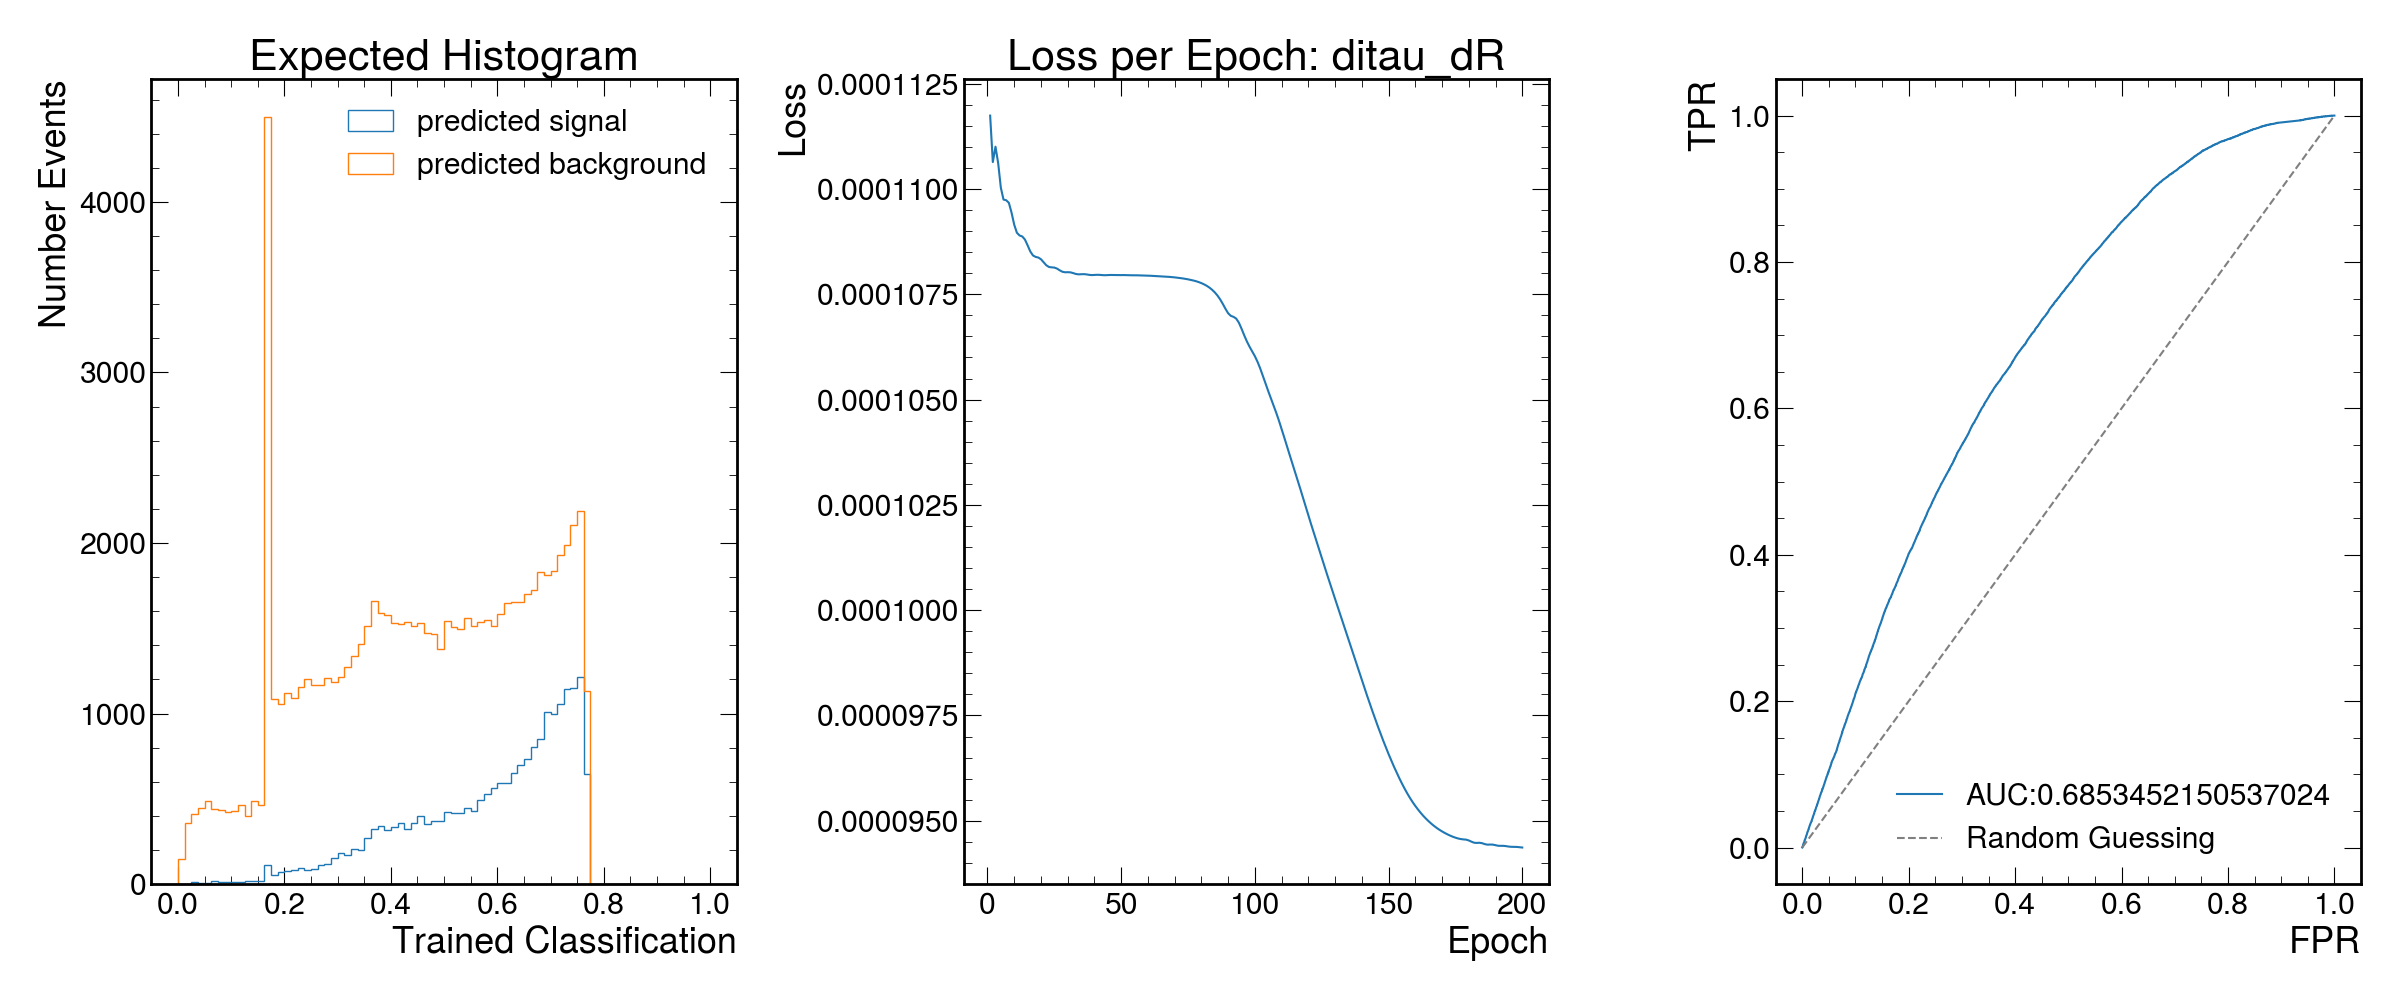 Expected Histogram
Number Events
4000
3000
2000
1000
0
predicted signal
predicted background
0.0 0.2 0.4 0.6 0.8 1.0
Trained Classification
Loss per Epoch: ditau_dR
Loss
0.0001125
0.0001100
0.0001075
0.0001050
0.0001025
0.0001000
0.0000975
0.0000950
0 50 100 150 200
Epoch
TPR
1.0
0.8
0.6
0.4
0.2
0.0
AUC:0.6853452150537024
Random Guessing
0.0 0.2 0.4 0.6 0.8 1.0
FPR